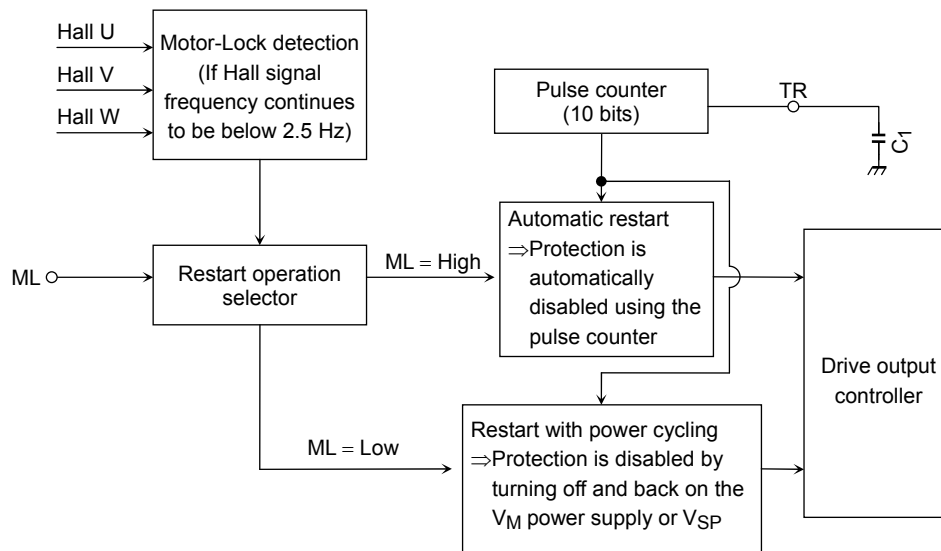 Hall U
Hall V
Hall W
Motor-Lock detection
(If Hall signal
frequency continues
to be below 2.5 Hz)
Pulse counter
(10 bits)
TR
C1
ML
Restart operation
selector
ML = High
Automatic restart
⇒Protection is
automatically
disabled using the
pulse counter
Drive output
controller
ML = Low
Restart with power cycling
⇒Protection is disabled by
turning off and back on the
VM power supply or VSP